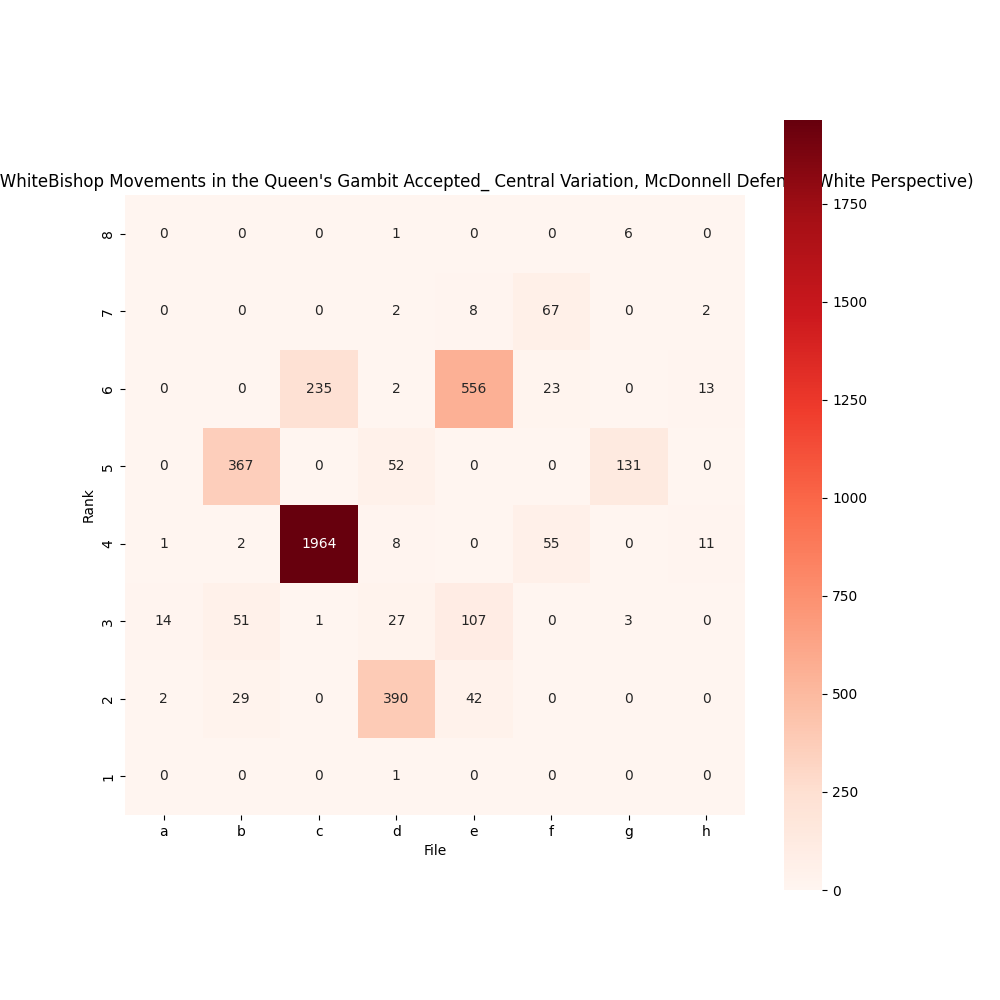 WhiteBishop Movements in the Queen's Gambit Accepted_ Central Variation, McDonnell Defen White Perspective)
8 0 0 0 1 0 0 6 0
7 0 0 0 2 8 67 0 2
6 0 0 235 2 556 23 0 13
5 0 367 0 52 0 0 131 0
4 1 2 1964 8 0 55 0 11
3 14 51 1 27 107 0 3 0
2 2 29 0 390 42 0 0 0
1 0 0 0 1 0 0 0 0
a b c d e f g h
File
Rank
1750
1500
1250
1000
750
500
250
0